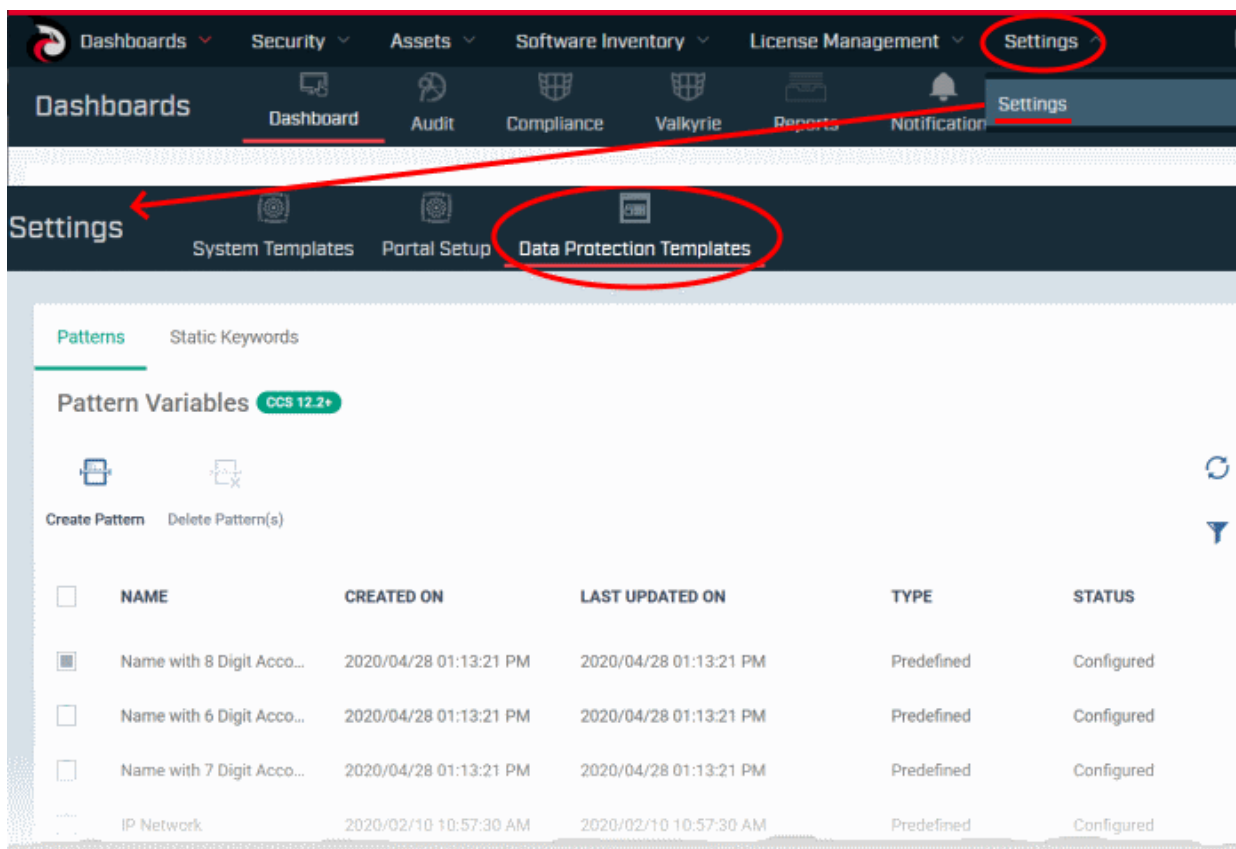 Dashboards Security Assets Software Inventory License Management Settings
Dashboards Dashboard Audit Compliance Valkyrie Reports Notification Settings
Settings System Templates Portal Setup Data Protection Templates
Patterns Static Keywords
Pattern Variables CCS 12.2+
Create Pattern Delete Pattern(s)
NAME CREATED ON LAST UPDATED ON TYPE STATUS
Name with 8 Digit Acco... 2020/04/28 01:13:21 PM 2020/04/28 01:13:21 PM Predefined Configured
Name with 6 Digit Acco... 2020/04/28 01:13:21 PM 2020/04/28 01:13:21 PM Predefined Configured
Name with 7 Digit Acco... 2020/04/28 01:13:21 PM 2020/04/28 01:13:21 PM Predefined Configured
IP Network 2020/02/10 10:57:30 AM 2020/02/10 10:57:30 AM Predefined Configured